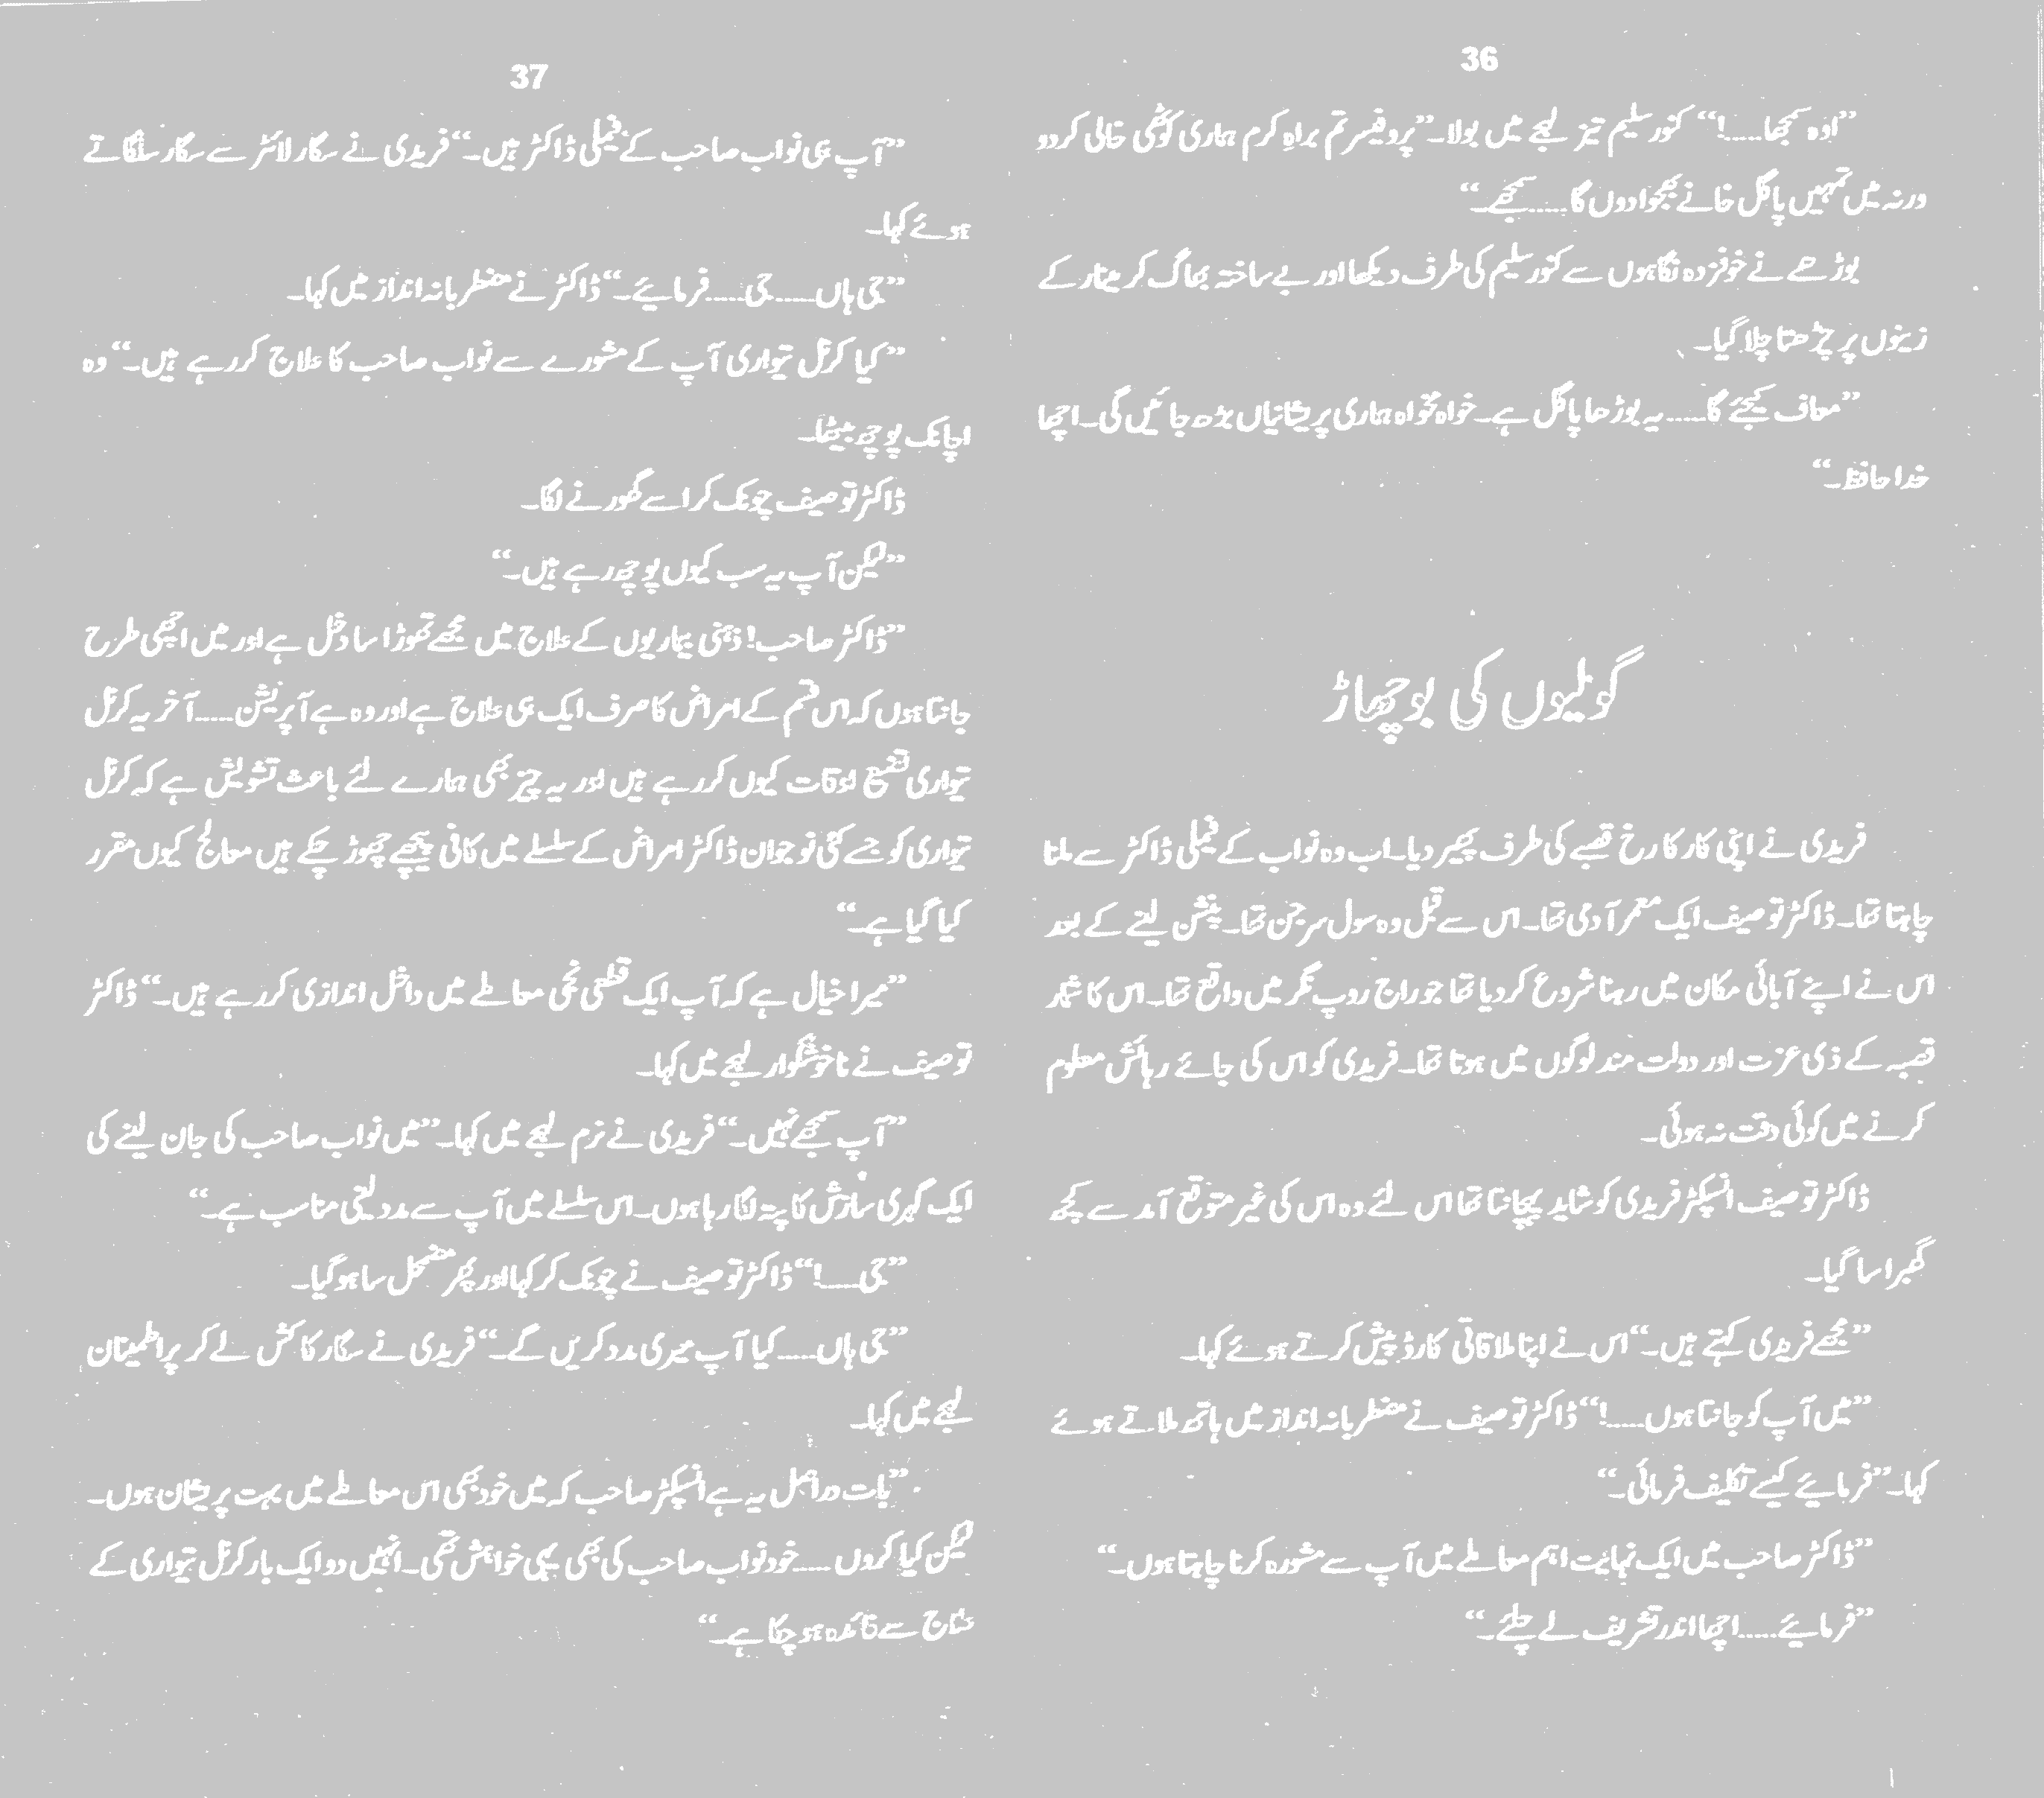 36
”اوہ سمجھا......!“ کنور سلیم تیز لہجے میں بولا۔ ”پروفیسر تم براہ کرم ہماری کوٹھی خالی کردو
ورنہ میں تمہیں پاگل خانے بھجوادوں گا...... سمجھے۔“
بوڑھے نے خوفزدہ نگاہوں سے کنور سلیم کی طرف دیکھا اور بے ساختہ بھاگ کر مینار کے
زینوں پر چڑھتا چلا گیا۔
”معاف کیجئے گا...... یہ بوڑھا پاگل ہے۔ خواہ مخواہ ہماری پریشانیاں بڑھ جائیں گی۔ اچھا
خدا حافظ۔“
گولیوں کی بوچھاڑ
فریدی نے اپنی کار کا رخ قصبے کی طرف پھیر دیا۔ اب وہ نواب کے فیملی ڈاکٹر سے ملنا
چاہتا تھا۔ ڈاکٹر توصیف ایک معمر آدمی تھا۔ اس سے قبل وہ سول سرجن تھا۔ پنشن لینے کے بعد
اس نے اپنے آبائی مکان میں رہنا شروع کردیا تھا جو راج روپ نگر میں واقع تھا۔ اس کا شمار
قصبہ کے ذی عزت اور دولت مند لوگوں میں ہوتا تھا۔ فریدی کو اس کی جائے رہائش معلوم
کرنے میں کوئی دقت نہ ہوئی۔
ڈاکٹر توصیف انسپکٹر فریدی کو شاید پہچانتا تھا اس لئے وہ اس کی غیر متوقع آمد سے کچھ
گھبرا سا گیا۔
”مجھے فریدی کہتے ہیں۔“ اس نے اپنا ملاقاتی کارڈ پیش کرتے ہوئے کہا۔
”میں آپ کو جانتا ہوں......!“ ڈاکٹر توصیف نے مضطربانہ انداز میں ہاتھ ملاتے ہوئے
کہا۔ ”فرمایئے کیسے تکلیف فرمائی۔“
”ڈاکٹر صاحب میں ایک نہایت اہم معاملے میں آپ سے مشورہ کرنا چاہتا ہوں۔“
”فرمایئے...... اچھا اندر تشریف لے چلئے۔“
37
”آپ ہی نواب صاحب کے فیملی ڈاکٹر ہیں۔“ فریدی نے سگار لائٹر سے سگار سلگاتے
ہوئے کہا۔
”جی ہاں...... جی...... فرمایئے۔“ ڈاکٹر نے مضطربانہ انداز میں کہا۔
”کیا کرنل تیواری آپ کے مشورے سے نواب صاحب کا علاج کررہے ہیں۔“ وہ
اچانک پوچھ بیٹھا۔
ڈاکٹر توصیف چونک کر اسے گھورنے لگا۔
”لیکن آپ یہ سب کیوں پوچھ رہے ہیں۔“
”ڈاکٹر صاحب! ذہنی بیماریوں کے علاج میں مجھے تھوڑا سا دخل ہے اور میں اچھی طرح
جانتا ہوں کہ اس قسم کے امراض کا صرف ایک ہی علاج ہے اور وہ ہے آپریشن...... آخر یہ کرنل
تیواری تضیع اوقات کیوں کررہے ہیں اور یہ چیز بھی ہمارے لئے باعث تشویش ہے کہ کرنل
تیواری کو جسے کئی نوجوان ڈاکٹر امراض کے سلسلے میں کافی پیچھے چھوڑ چکے ہیں معالج کیوں مقرر
کیا گیا ہے۔“
”میرا خیال ہے کہ آپ ایک قطعی نجی معاملے میں داخل اندازی کررہے ہیں۔“ ڈاکٹر
توصیف نے ناخوشگوار لہجے میں کہا۔
”آپ سمجھے نہیں۔“ فریدی نے نرم لہجے میں کہا۔ ”میں نواب صاحب کی جان لینے کی
ایک گہری سازش کا پتہ لگا رہا ہوں۔ اس سلسلے میں آپ سے مدد لینی مناسب ہے۔“
”جی......!“ ڈاکٹر توصیف نے چونک کر کہا اور پھر مضمحل سا ہوگیا۔
”جی ہاں...... کیا آپ میری مدد کریں گے۔“ فریدی نے سگار کا کش لے کر پراطمینان
لہجے میں کہا۔
”بات دراصل یہ ہے انسپکٹر صاحب کہ میں خود بھی اس معاملے میں بہت پریشان ہوں۔
لیکن کیا کروں...... خود نواب صاحب کی بھی یہی خواہش تھی۔ انہیں دو ایک بار کرنل تیواری کے
علاج سے فائدہ ہوچکا ہے۔“